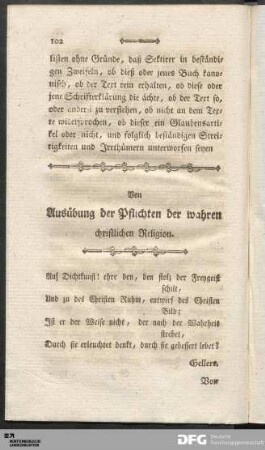 102
listen ohne Gründe, daß Sektirer in beständi-
gen Zweifeln, ob dieß oder jenes Buch kano-
nisch, ob der Text rein erhalten, ob diese oder
jene Schrifterklärung die ächte, ob der Text so,
oder anderst zu verstehen, ob nicht an dem Tex-
te widersprochen, ob dieser ein Glaubensarti-
kel oder nicht, und folglich beständigen Strei-
tigkeiten und Irrthümern unterworfen seyen
Von
Ausübung der Pflichten der wahren
christlichen Religion.
Auf Dichtkunst! ehre den, den stolz der Freygeist
schilt,
Und zu des Christen Ruhm, entwirf des Christen
Bild;
Ist er der Weise nicht, der nach der Wahrheit
strebet,
Durch sie erleuchtet denkt, durch sie gebessert lebet?
Gellert.
Von
DFG Deutsche
Forschungsgemeinschaft